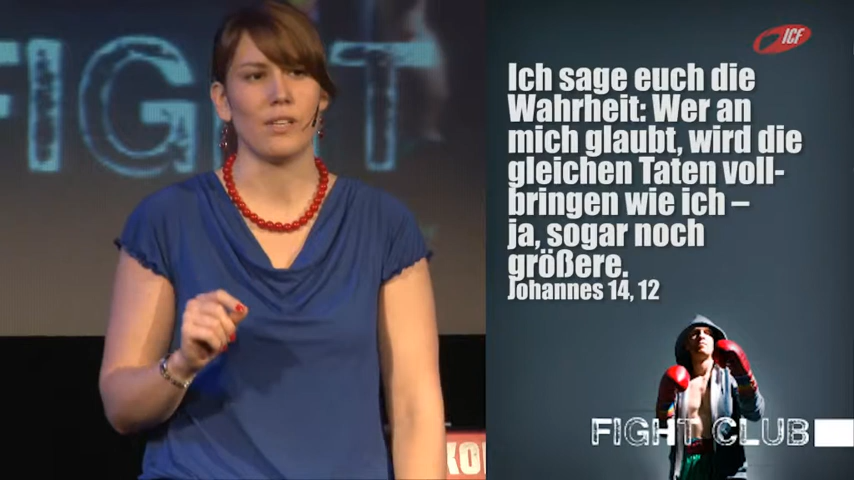 FIGHT
ICF
Ich sage euch die
Wahrheit: Wer an
mich glaubt, wird die
gleichen Taten voll-
bringen wie ich –
ja, sogar noch
größere.
Johannes 14, 12
FIGHT CLUB